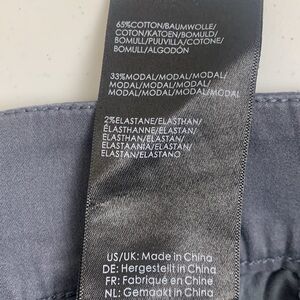 65%COTTON/BAUMWOLLE/
COTON/KATOEN/BOMULD/
BOMULL/PUUVILLA/COTONE/
BOMULL/ALGODÓN
33%MODAL/MODAL/MODAL/
MODAL/MODAL/MODAL/MODAL/
MODAL/MODAL/MODAL/
MODAL
2%ELASTANE/ELASTHAN/
ÉLASTHANNE/ELASTAN/
ELASTHAN/ELASTAN/
ELASTAANIA/ELASTAN/
ELASTAN/ELASTANO
US/UK: Made in China
DE: Hergestellt in China
FR: Fabriqué en Chine
NL: Gemaakt in China